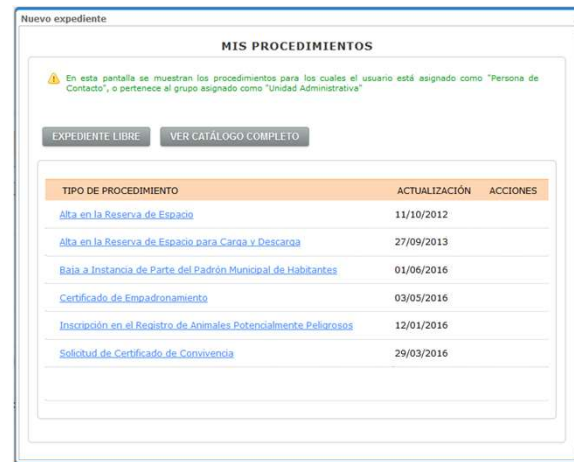 Nuevo expediente
MIS PROCEDIMIENTOS
En esta pantalla se muestran los procedimientos para los cuales el usuario está asignado como "Persona de
Contacto", o pertenece al grupo asignado como "Unidad Administrativa"
EXPEDIENTE LIBRE VER CATÁLOGO COMPLETO
TIPO DE PROCEDIMIENTO ACTUALIZACIÓN ACCIONES
Alta en la Reserva de Espacio 11/10/2012
Alta en la Reserva de Espacio para Carga y Descarga 27/09/2013
Baja a Instancia de Parte del Padrón Municipal de Habitantes 01/06/2016
Certificado de Empadronamiento 03/05/2016
Inscripción en el Registro de Animales Potencialmente Peligrosos 12/01/2016
Solicitud de Certificado de Convivencia 29/03/2016